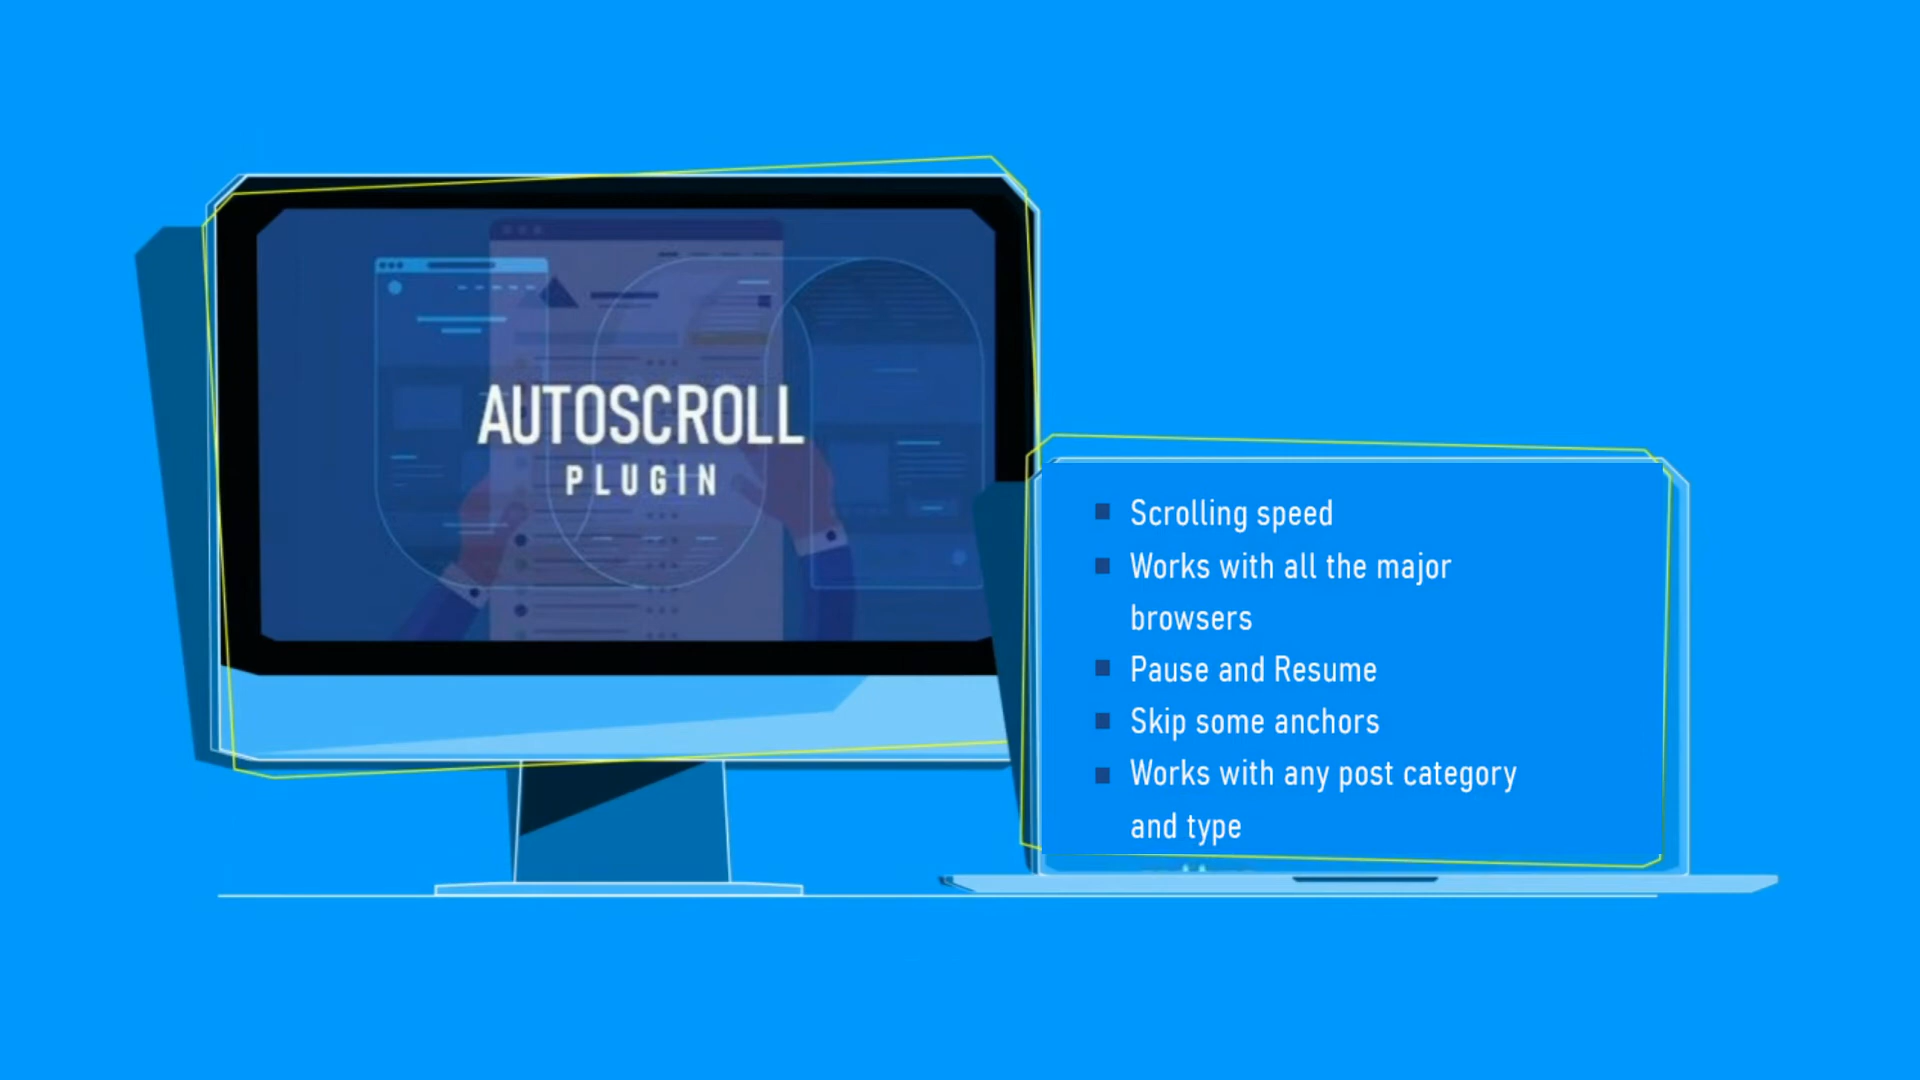 AUTOSCROLL
PLUGIN
Scrolling speed
Works with all the major
browsers
Pause and Resume
Skip some anchors
Works with any post category
and type